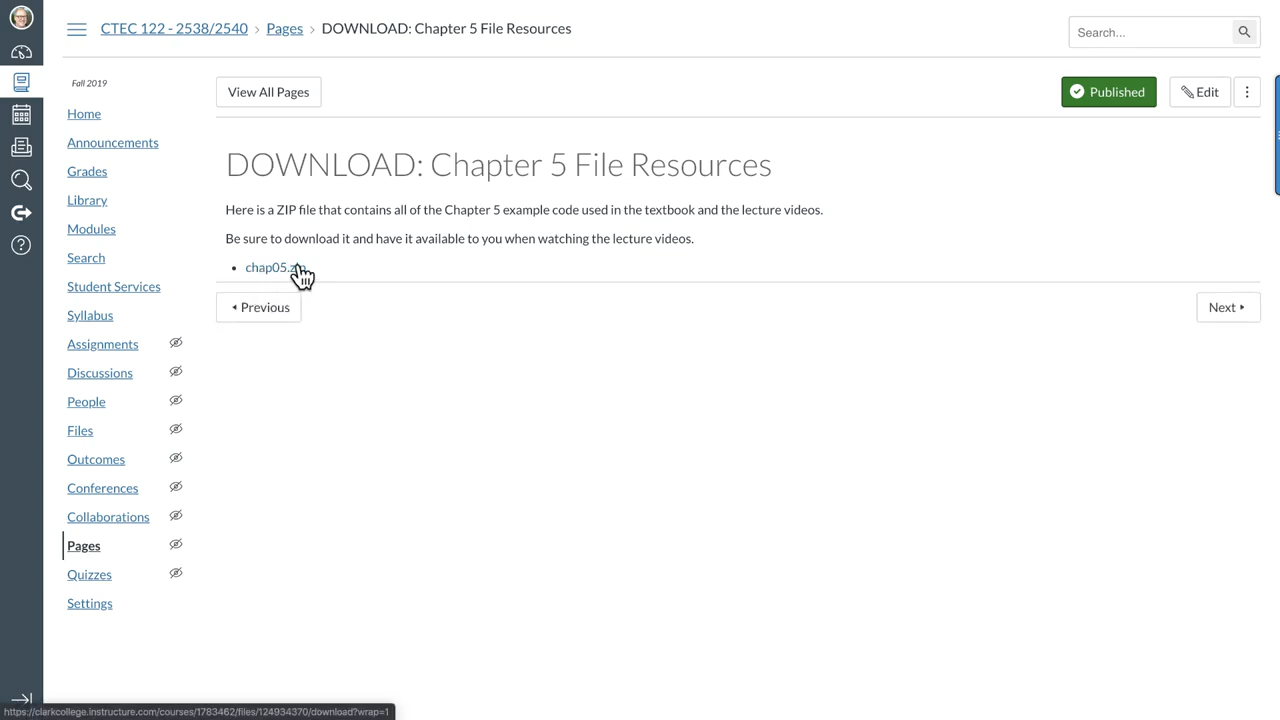 CTEC 122 - 2538/2540 › Pages › DOWNLOAD: Chapter 5 File Resources
Search...
Fall 2019
Home
Announcements
Grades
Library
Modules
Search
Student Services
Syllabus
Assignments
Discussions
People
Files
Outcomes
Conferences
Collaborations
Pages
Quizzes
Settings
View All Pages
Published
Edit
DOWNLOAD: Chapter 5 File Resources
Here is a ZIP file that contains all of the Chapter 5 example code used in the textbook and the lecture videos.
Be sure to download it and have it available to you when watching the lecture videos.
• chap05.zip
Previous
Next
https://clarkcollege.instructure.com/courses/1783462/files/124934370/download?wrap=1